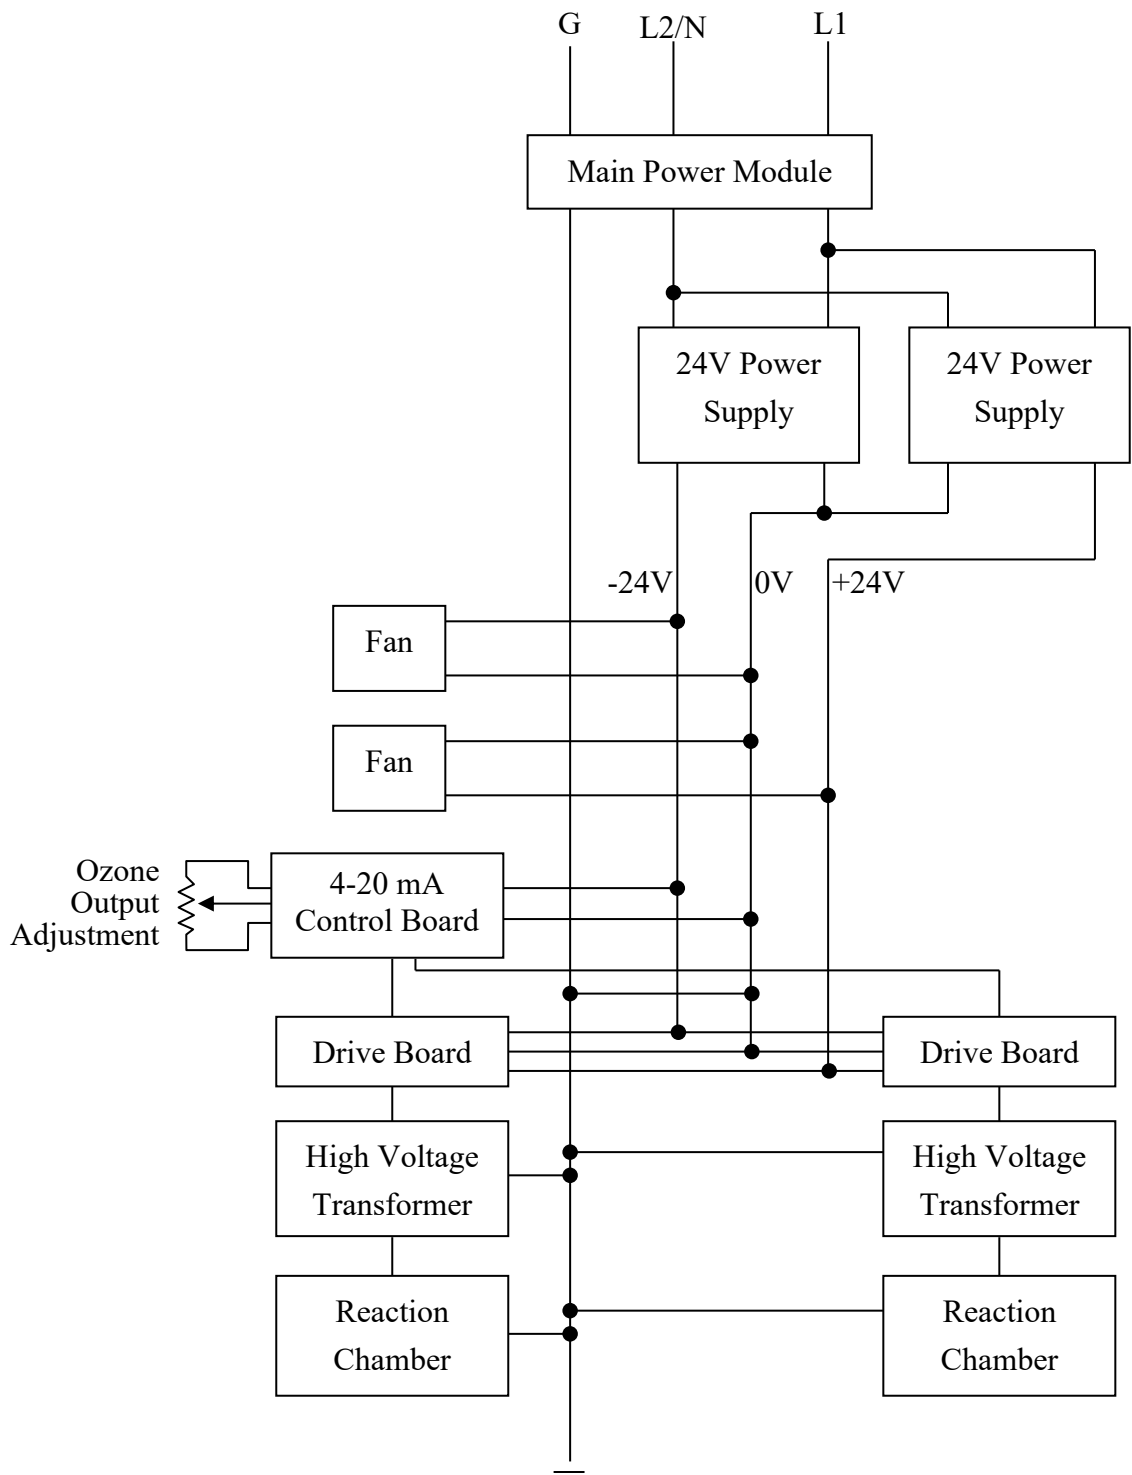 G
L2/N
L1
Main Power Module
24V Power
Supply
24V Power
Supply
-24V
0V
+24V
Fan
Fan
Ozone
Output
Adjustment
4-20 mA
Control Board
Drive Board
Drive Board
High Voltage
Transformer
High Voltage
Transformer
Reaction
Chamber
Reaction
Chamber